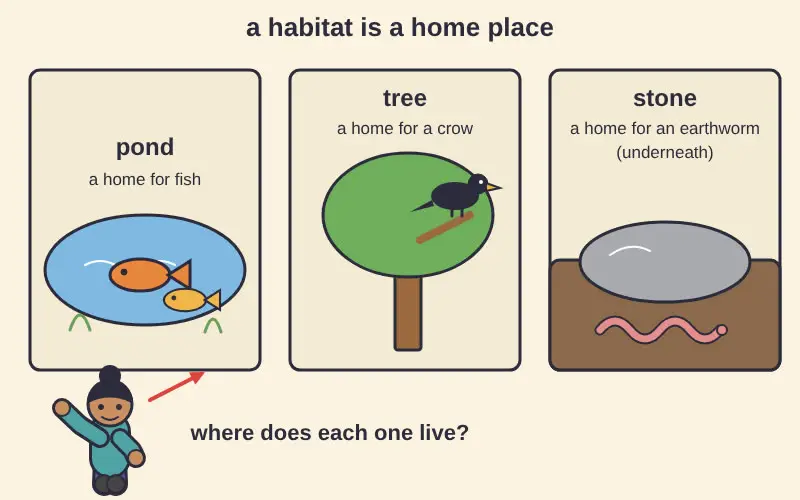 a habitat is a home place
pond
a home for fish
tree
a home for a crow
stone
a home for an earthworm
(underneath)
where does each one live?